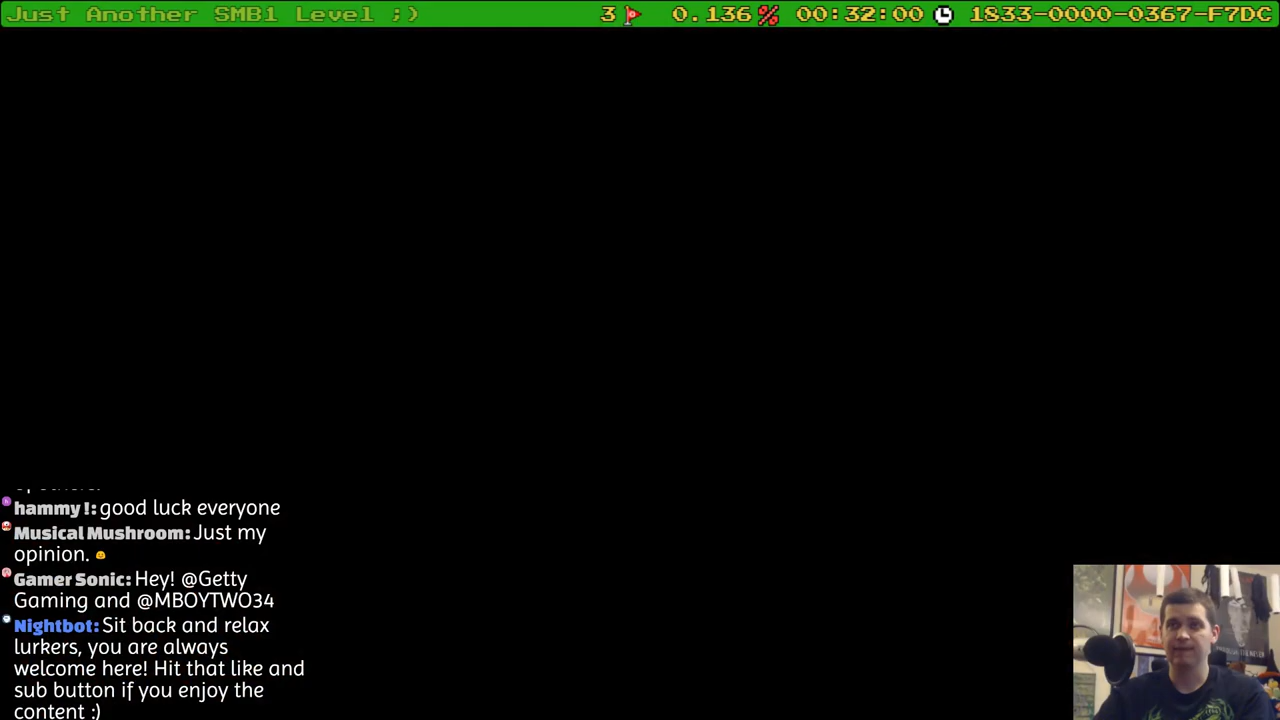 Just Another SMB1 Level ;) 3 0.136% 00:32:00 1833-0000-0367-F7DC
hammy !: good luck everyone
Musical Mushroom: Just my
opinion.
Gamer Sonic: Hey! @Getty
Gaming and @MBOYTWO34
Nightbot: Sit back and relax
lurkers, you are always
welcome here! Hit that like and
sub button if you enjoy the
content :)